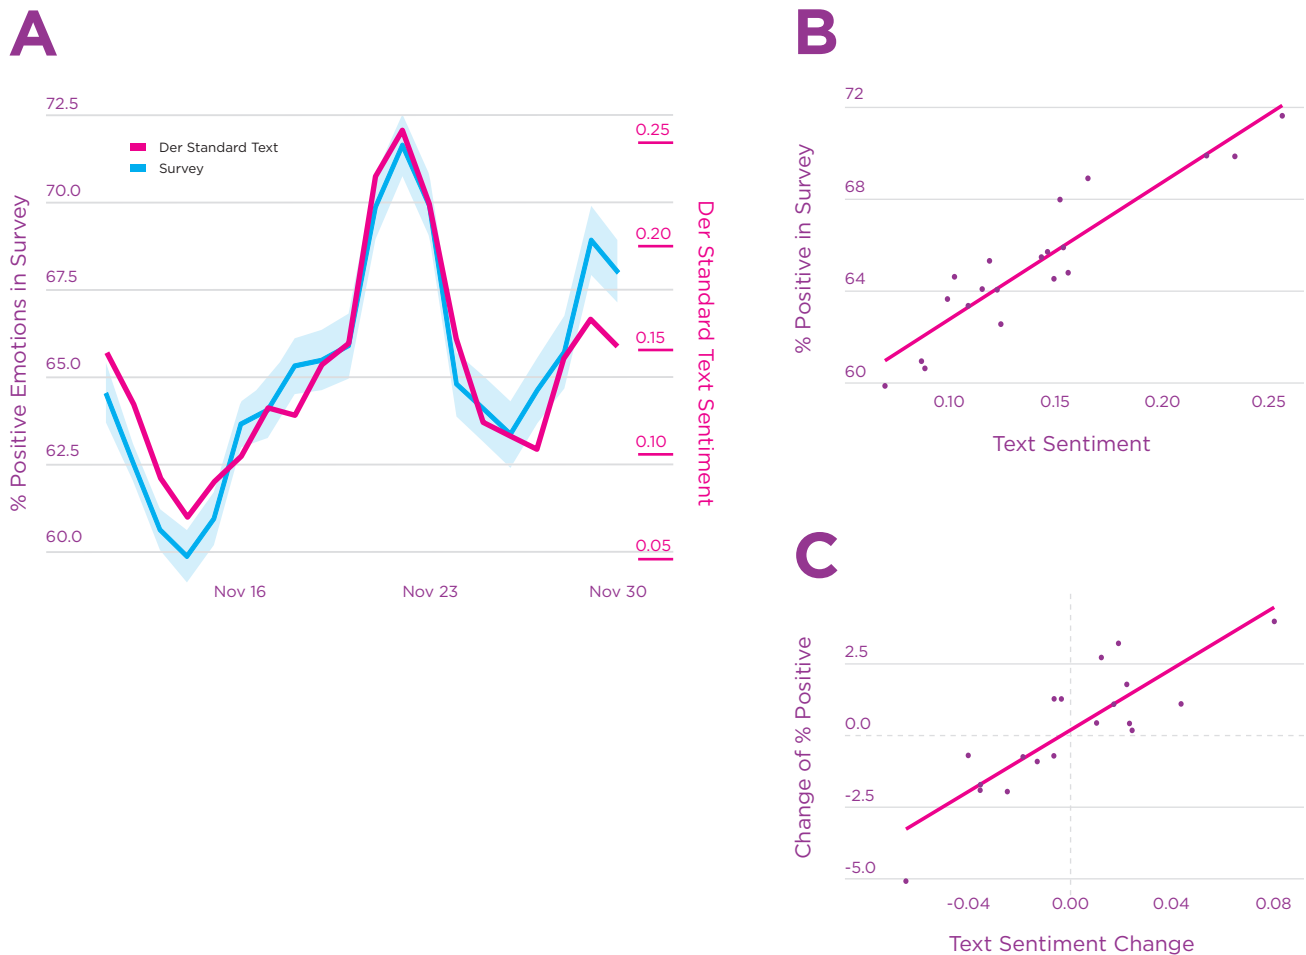 A
% Positive Emotions in Survey
72.5
70.0
67.5
65.0
62.5
60.0
Der Standard Text
Survey
0.25
0.20
0.15
0.10
0.05
Der Standard Text Sentiment
Nov 16
Nov 23
Nov 30
B
% Positive in Survey
72
68
64
60
0.10
0.15
0.20
0.25
Text Sentiment
C
Change of % Positive
2.5
0.0
-2.5
-5.0
-0.04
0.00
0.04
0.08
Text Sentiment Change